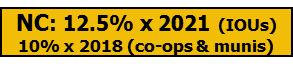 NC: 12.5% x 2021 (IOUs)
10% x 2018 (co-ops & munis)